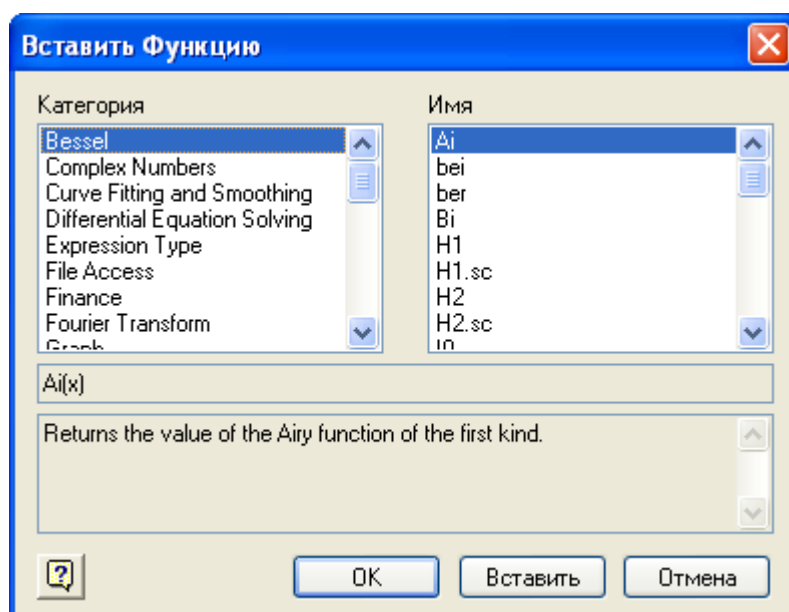 Вставить Функцию
Категория
Имя
Bessel
Complex Numbers
Curve Fitting and Smoothing
Differential Equation Solving
Expression Type
File Access
Finance
Fourier Transform
Graph
Ai
bei
ber
Bi
H1
H1.sc
H2
H2.sc
I0
Ai(x)
Returns the value of the Airy function of the first kind.
?
OK
Вставить
Отмена